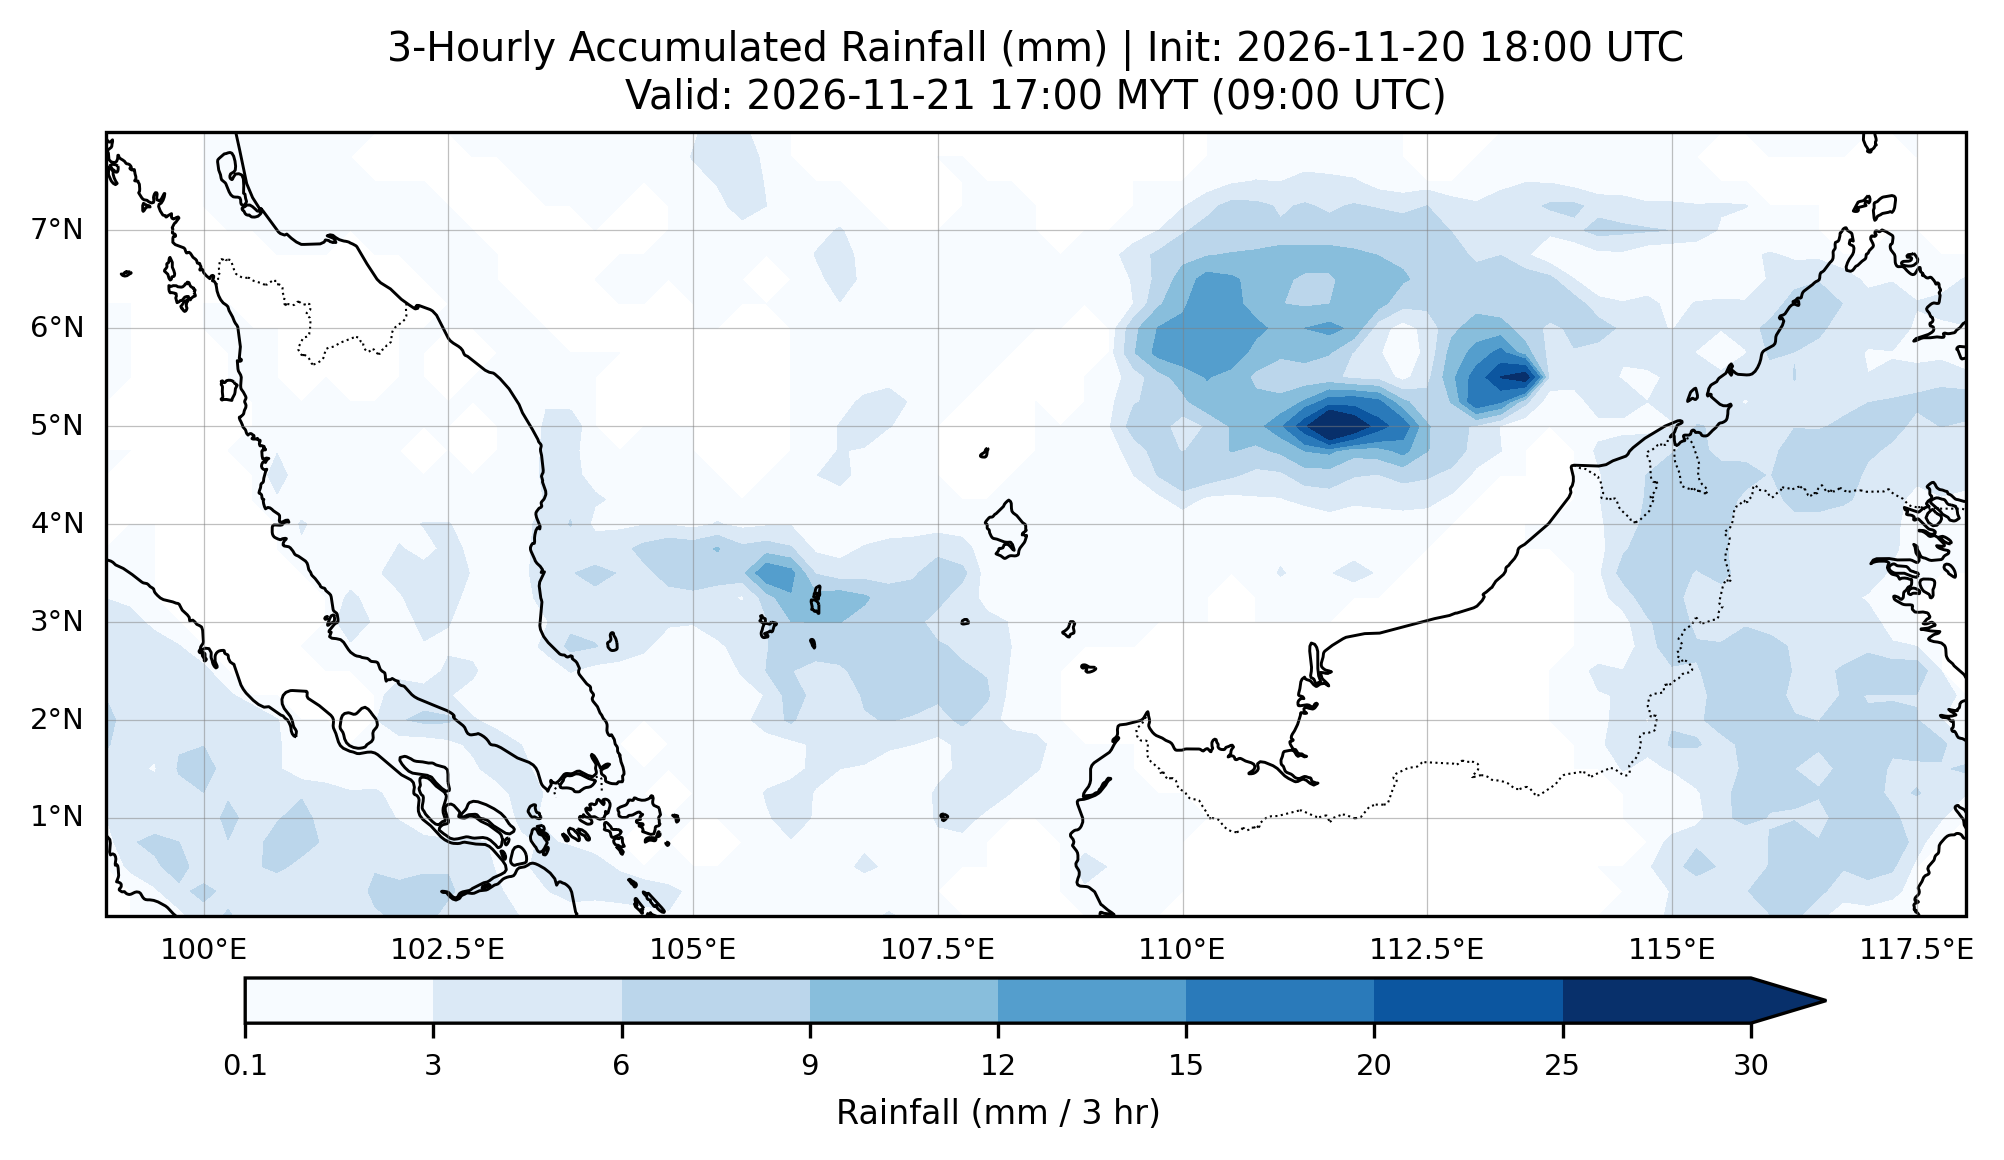 3-Hourly Accumulated Rainfall (mm) | Init: 2026-11-20 18:00 UTC
Valid: 2026-11-21 17:00 MYT (09:00 UTC)
7°N
6°N
5°N
4°N
3°N
2°N
1°N
100°E 102.5°E 105°E 107.5°E 110°E 112.5°E 115°E 117.5°E
0.1 3 6 9 12 15 20 25 30
Rainfall (mm / 3 hr)